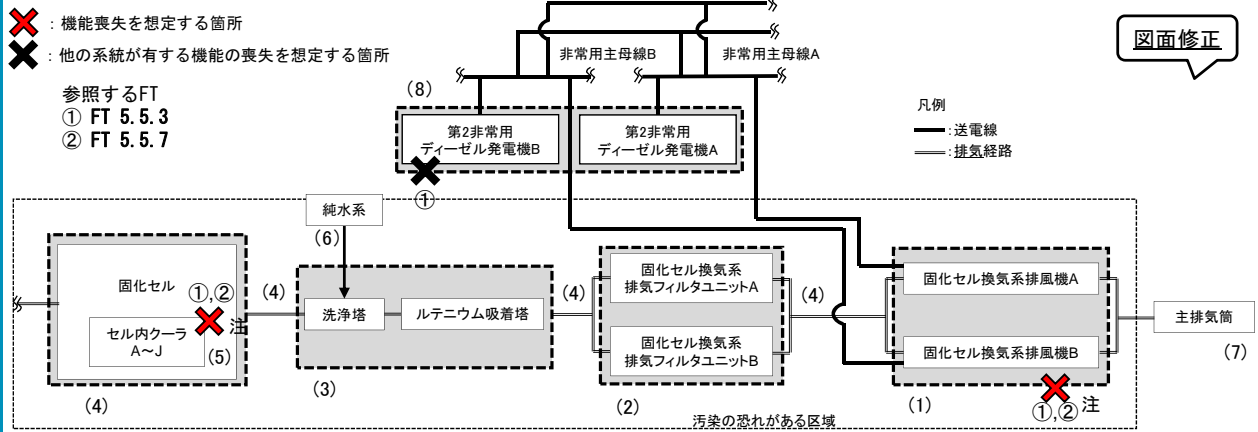 ：機能喪失を想定する箇所
：他の系統が有する機能の喪失を想定する箇所
参照するFT
① FT 5.5.3
② FT 5.5.7
図面修正
非常用主母線B
非常用主母線A
凡例
：送電線
：排気経路
(8)
第2非常用
ディーゼル発電機B
第2非常用
ディーゼル発電機A
①
純水系
(6)
固化セル
①,②
注
セル内クーラ
A～J
(5)
(4)
(4)
洗浄塔
ルテニウム吸着塔
(3)
(4)
固化セル換気系
排気フィルタユニットA
固化セル換気系
排気フィルタユニットB
(2)
(4)
固化セル換気系排風機A
固化セル換気系排風機B
(1)
①,②
注
主排気筒
(7)
汚染の恐れがある区域